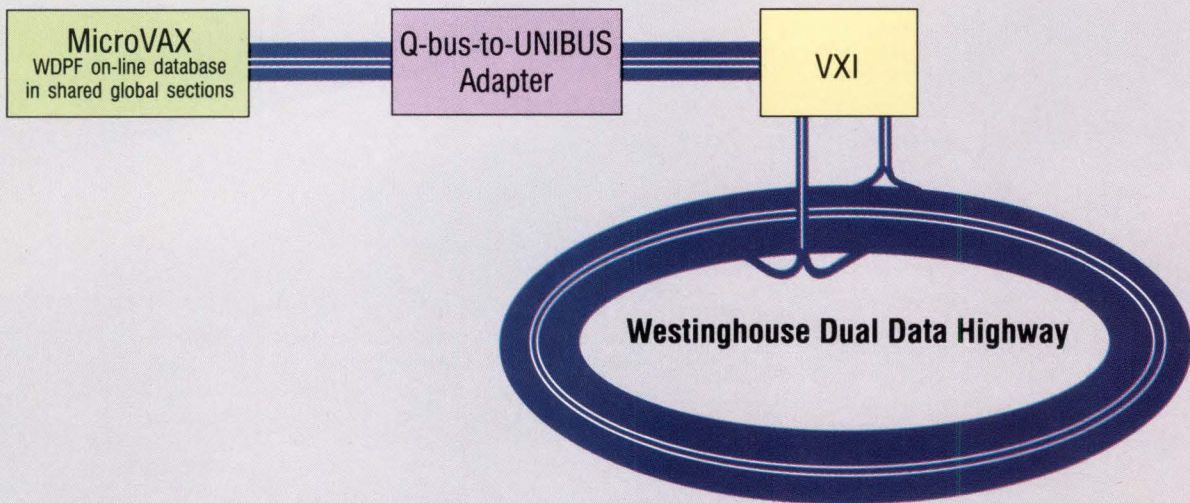 MicroVAX
WDPF on-line database
in shared global sections
Q-bus-to-UNIBUS
Adapter
VXI
Westinghouse Dual Data Highway